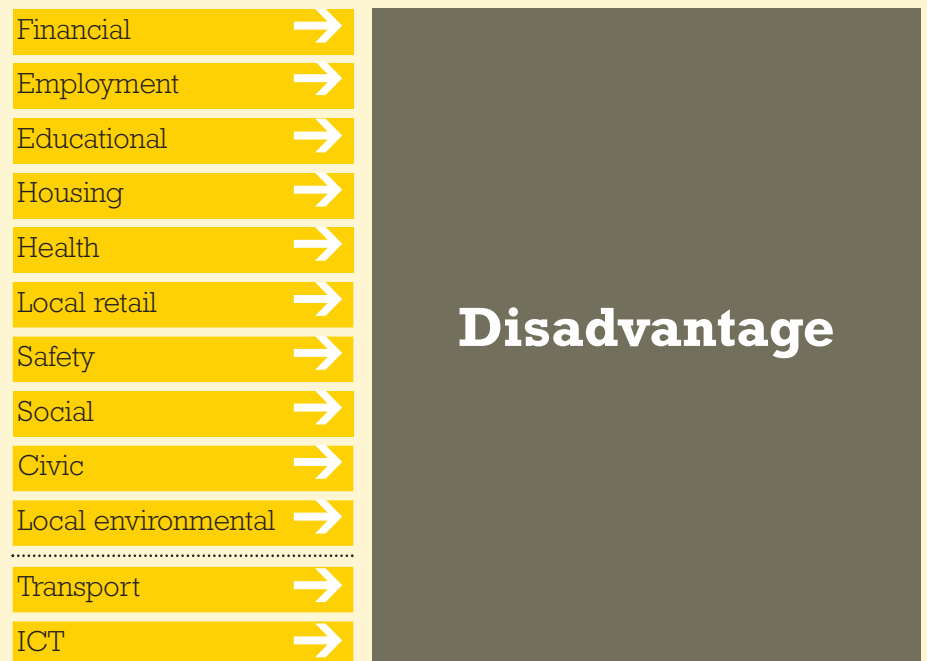 Financial
Employment
Educational
Housing
Health
Local retail
Safety
Social
Civic
Local environmental
Transport
ICT
Disadvantage